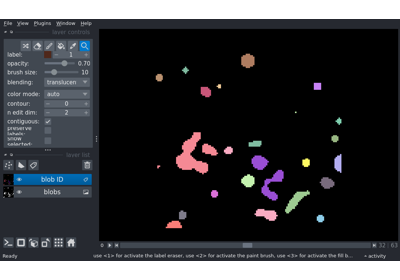 File View Plugins Window Help
layer controls
label: 1
opacity: 0.70
brush size: 10
blending: translucen
color mode: auto
contour: 0
n edit dim: 2
contiguous:
preserve labels:
show selected:
layer list
blob ID
blobs
32 63
Ready
use <1> for activate the label eraser, use <2> for activate the paint brush, use <3> for activate the fill b...
activity